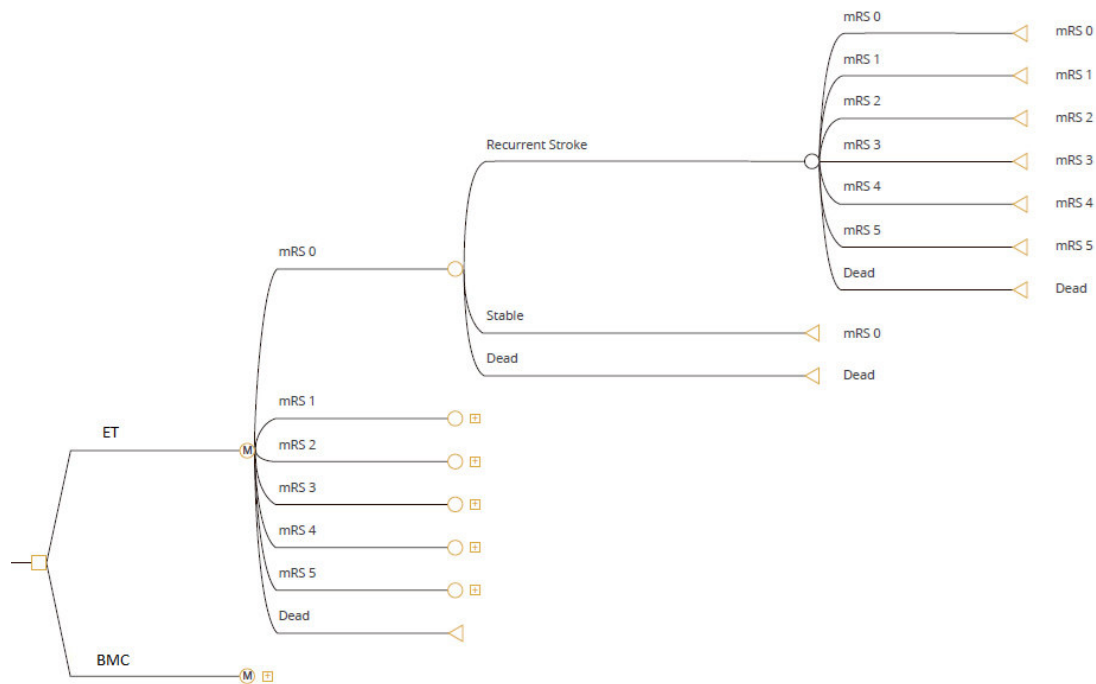 mRS 0
mRS 0
mRS 1
mRS 1
mRS 2
mRS 2
Recurrent Stroke
mRS 3
mRS 3
mRS 4
mRS 4
mRS 5
mRS 5
Dead
Dead
mRS 0
Stable
mRS 0
Dead
Dead
mRS 1
ET
M
mRS 2
mRS 3
mRS 4
mRS 5
Dead
BMC
M